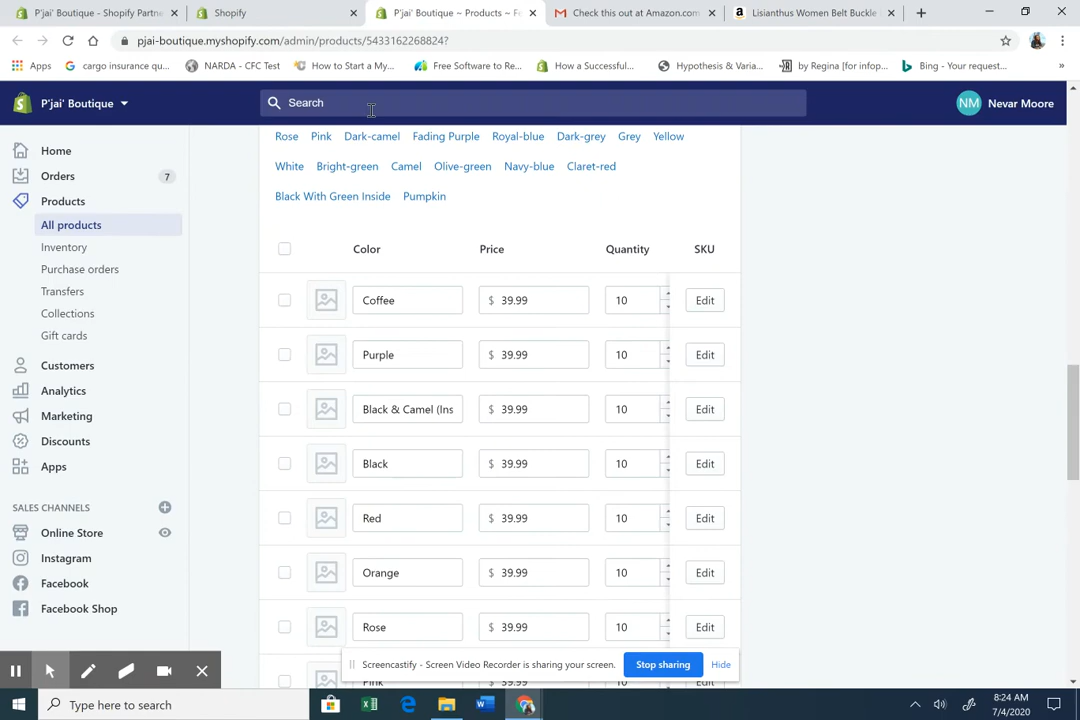 P'jai' Boutique - Shopify Partne
Shopify
P'jai' Boutique ~ Products ~ Fe
Check this out at Amazon.com
Lisianthus Women Belt Buckle
pjai-boutique.myshopify.com/admin/products/5433162268824?
Apps
cargo insurance qu...
NARDA - CFC Test
How to Start a My...
Free Software to Re...
How a Successful...
Hypothesis & Varia...
by Regina [for infop...
Bing - Your request...
»
P'jai' Boutique
Search
NM
Nevar Moore
Home
Orders
7
Products
All products
Inventory
Purchase orders
Transfers
Collections
Gift cards
Customers
Analytics
Marketing
Discounts
Apps
SALES CHANNELS
Online Store
Instagram
Facebook
Facebook Shop
Rose Pink Dark-camel Fading Purple Royal-blue Dark-grey Grey Yellow
White Bright-green Camel Olive-green Navy-blue Claret-red
Black With Green Inside Pumpkin
Color Price Quantity SKU
Coffee $ 39.99 10 Edit
Purple $ 39.99 10 Edit
Black & Camel (Ins $ 39.99 10 Edit
Black $ 39.99 10 Edit
Red $ 39.99 10 Edit
Orange $ 39.99 10 Edit
Rose $ 39.99 10 Edit
Screencastify - Screen Video Recorder is sharing your screen. Stop sharing Hide
Pink $ 39.99 10 Edit
Type here to search
8:24 AM
7/4/2020